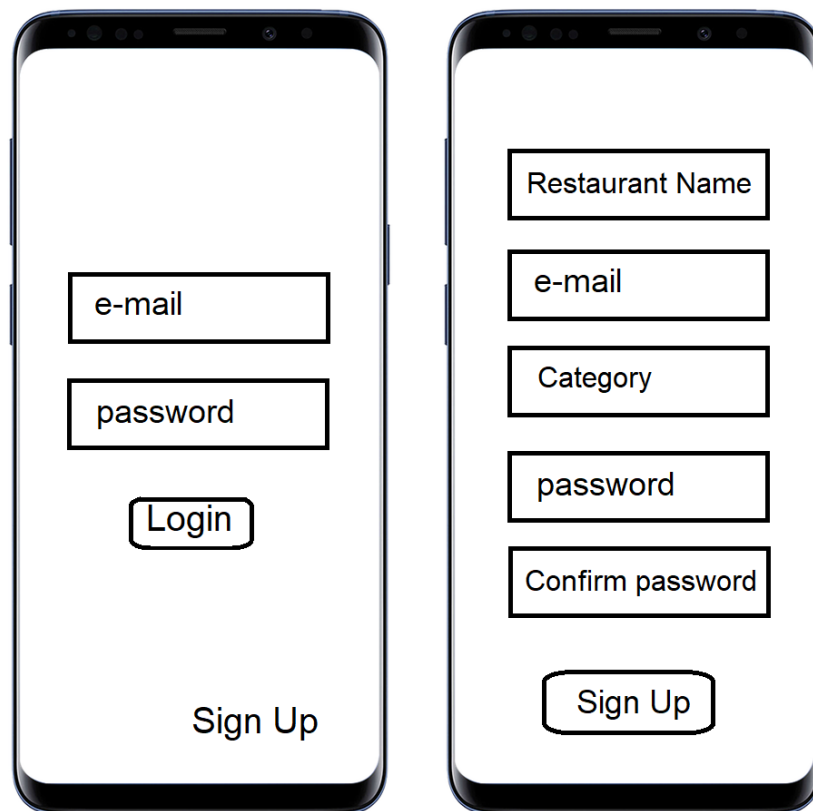 e-mail
password
Login
Sign Up
Restaurant Name
e-mail
Category
password
Confirm password
Sign Up